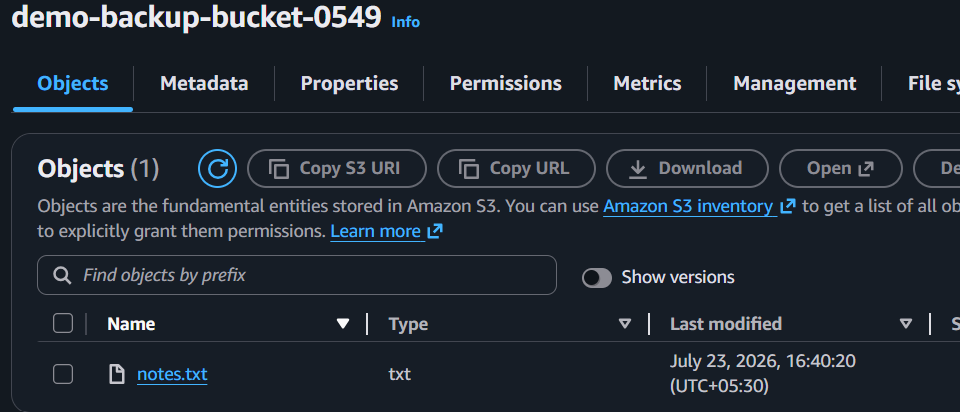 demo-backup-bucket-0549 Info
Objects Metadata Properties Permissions Metrics Management File sy
Objects (1) Copy S3 URI Copy URL Download Open De
Objects are the fundamental entities stored in Amazon S3. You can use Amazon S3 inventory to get a list of all ob
to explicitly grant them permissions. Learn more
Find objects by prefix Show versions
Name Type Last modified S
notes.txt txt July 23, 2026, 16:40:20
(UTC+05:30)